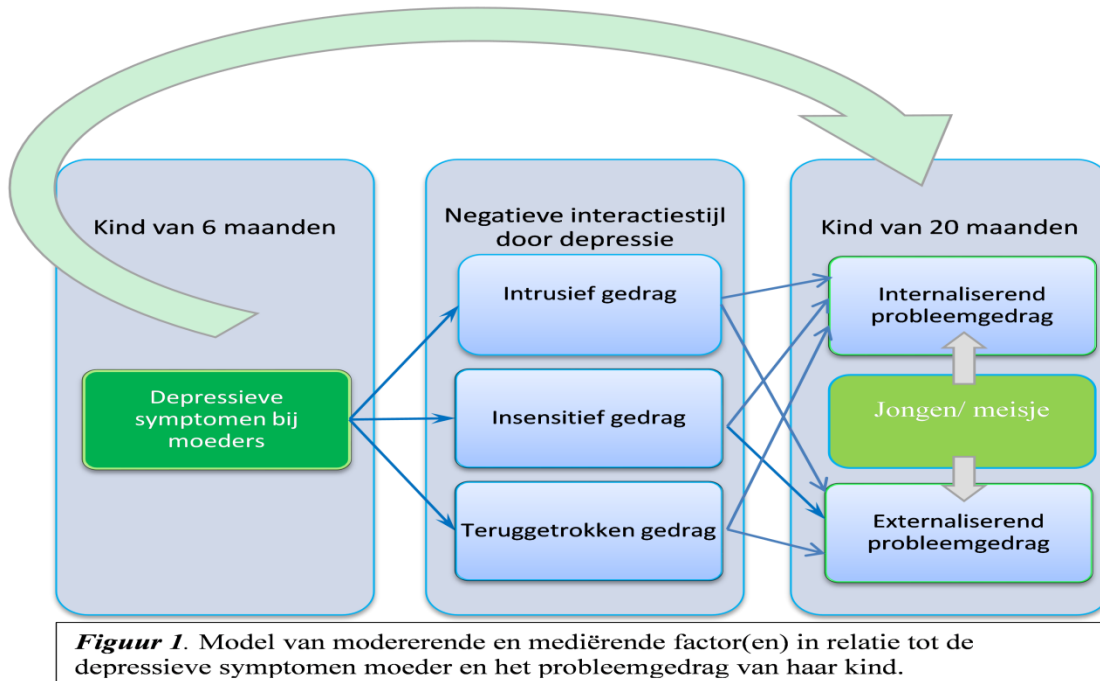 Kind van 6 maanden
Depressieve
symptomen bij
moeders
Negatieve interactiestijl
door depressie
Intrusief gedrag
Insensitief gedrag
Teruggetrokken gedrag
Kind van 20 maanden
Internaliserend
probleemgedrag
Jongen/ meisje
Externaliserend
probleemgedrag
Figuur 1. Model van modererende en mediërende factor(en) in relatie tot de
depressieve symptomen moeder en het probleemgedrag van haar kind.